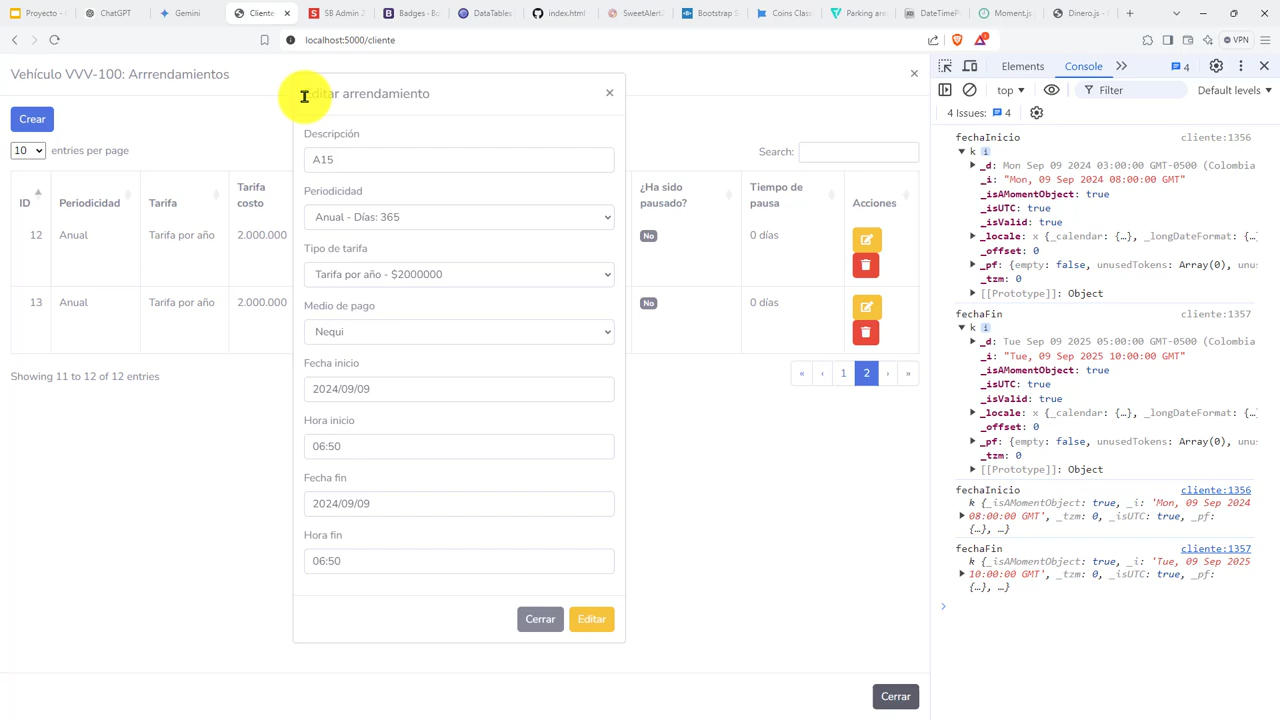 Proyecto - G
ChatGPT
Gemini
Cliente
SB Admin 2
Badges - Bo
DataTables
index.html
SweetAlert2
Bootstrap S
Coins Class
Parking are
DateTimePi
Moment.js
Dinero.js -
localhost:5000/cliente
VPN
Vehículo VVV-100: Arrrendamientos
×
Crear
10 entries per page
Search:
ID
Periodicidad
Tarifa
Tarifa costo
¿Ha sido pausado?
Tiempo de pausa
Acciones
12 Anual Tarifa por año 2.000.000 No 0 días
13 Anual Tarifa por año 2.000.000 No 0 días
Showing 11 to 12 of 12 entries
« ‹ 1 2 › »
Editar arrendamiento
×
Descripción
A15
Periodicidad
Anual - Días: 365
Tipo de tarifa
Tarifa por año - $2000000
Medio de pago
Nequi
Fecha inicio
2024/09/09
Hora inicio
06:50
Fecha fin
2024/09/09
Hora fin
06:50
Cerrar
Editar
Cerrar
Elements Console 4
top Filter Default levels
4 Issues: 4
fechaInicio cliente:1356
k i
_d: Mon Sep 09 2024 03:00:00 GMT-0500 (Colombia
_i: "Mon, 09 Sep 2024 08:00:00 GMT"
_isAMomentObject: true
_isUTC: true
_isValid: true
_locale: x {_calendar: {…}, _longDateFormat: {…
_offset: 0
_pf: {empty: false, unusedTokens: Array(0), unus
_tzm: 0
[[Prototype]]: Object
fechaFin cliente:1357
k i
_d: Tue Sep 09 2025 05:00:00 GMT-0500 (Colombia
_i: "Tue, 09 Sep 2025 10:00:00 GMT"
_isAMomentObject: true
_isUTC: true
_isValid: true
_locale: x {_calendar: {…}, _longDateFormat: {…
_offset: 0
_pf: {empty: false, unusedTokens: Array(0), unus
_tzm: 0
[[Prototype]]: Object
fechaInicio cliente:1356
k {_isAMomentObject: true, _i: 'Mon, 09 Sep 2024
08:00:00 GMT', _tzm: 0, _isUTC: true, _pf:
{…}, …}
fechaFin cliente:1357
k {_isAMomentObject: true, _i: 'Tue, 09 Sep 2025
10:00:00 GMT', _tzm: 0, _isUTC: true, _pf:
{…}, …}